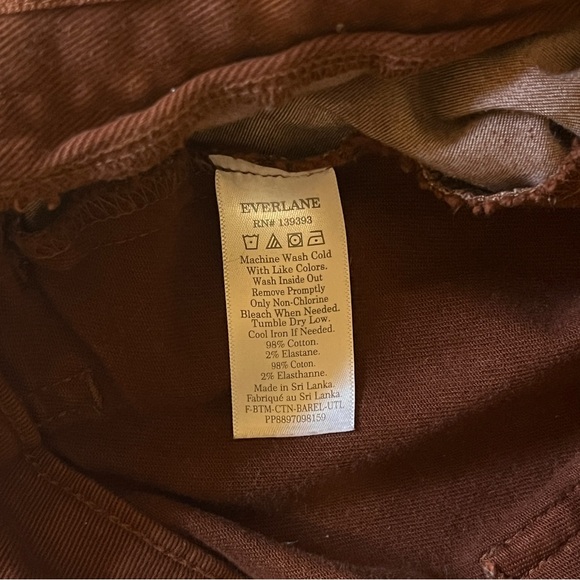 EVERLANE
RN# 139393
Machine Wash Cold
With Like Colors.
Wash Inside Out
Remove Promptly
Only Non-Chlorine
Bleach When Needed.
Tumble Dry Low.
Cool Iron If Needed.
98% Cotton.
2% Elastane.
98% Coton.
2% Elasthanne.
Made in Sri Lanka.
Fabriqué au Sri Lanka.
F-BTM-CTN-BAREL-UTL
PP8897098159